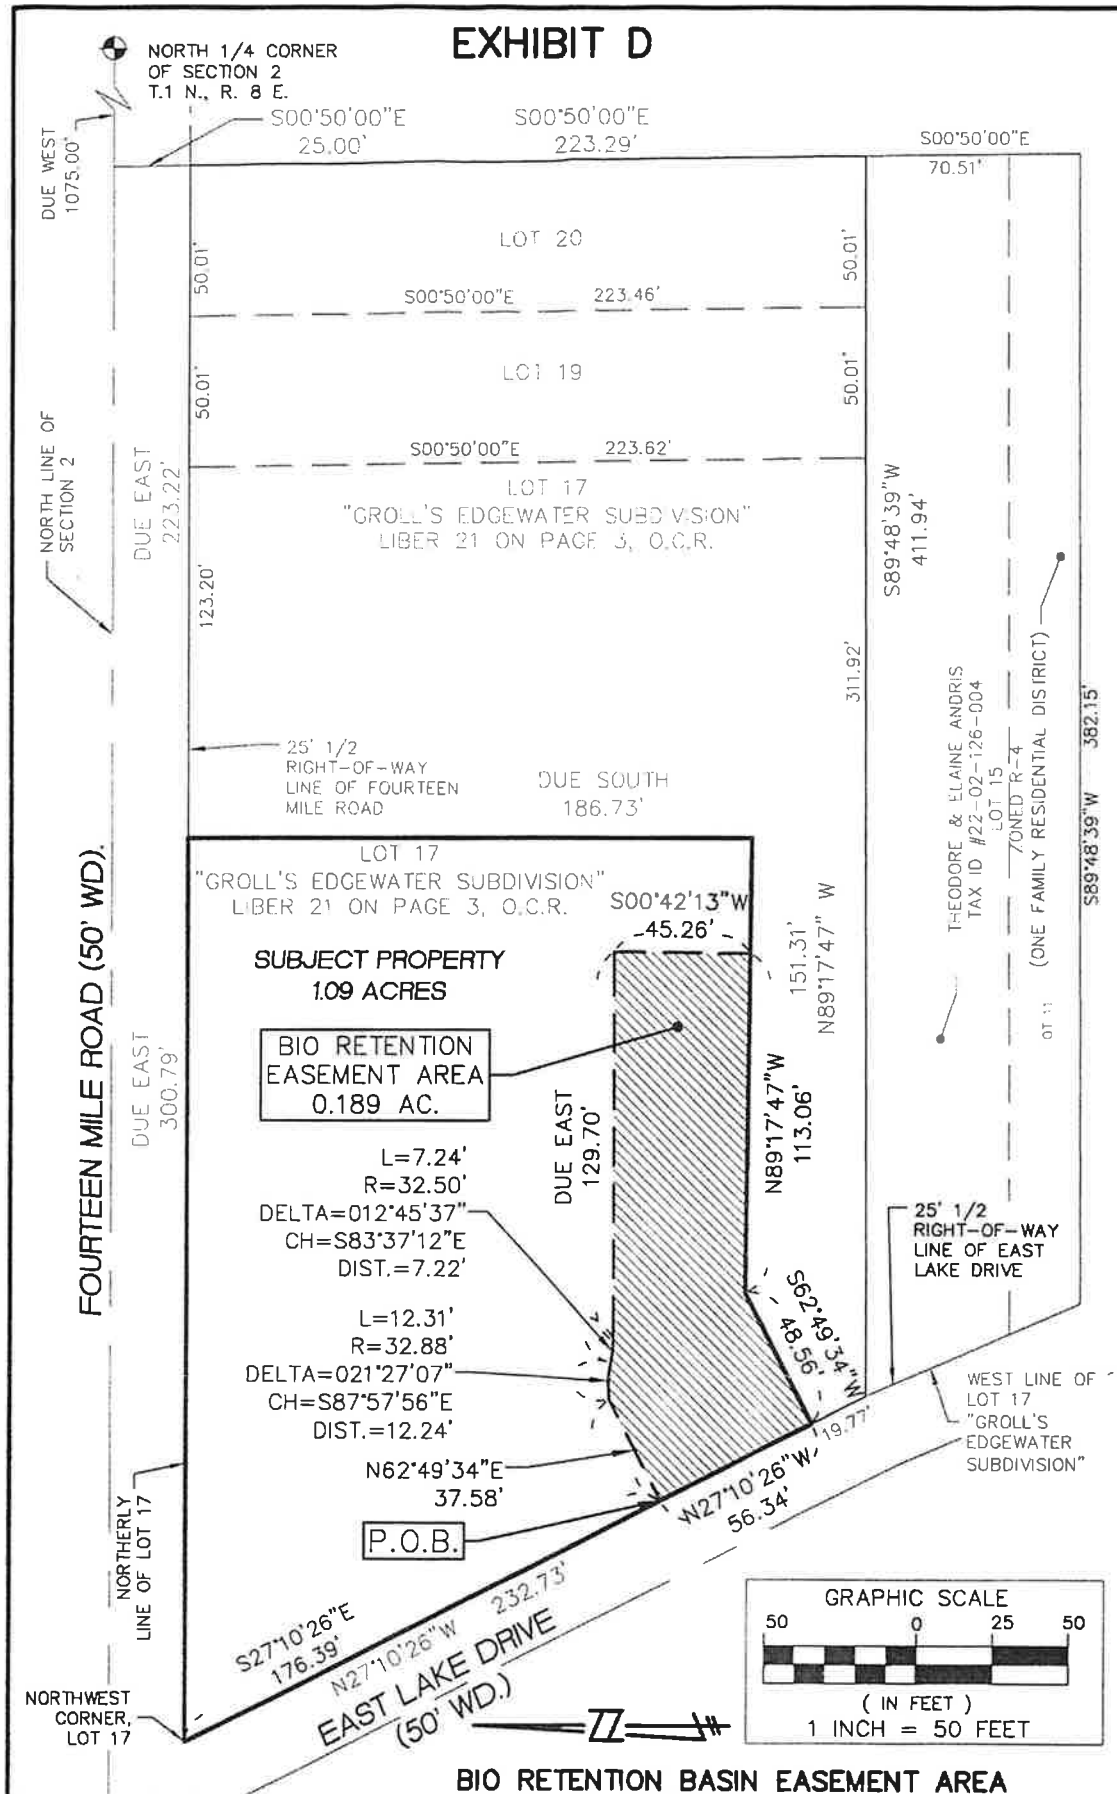 EXHIBIT D
NORTH 1/4 CORNER
OF SECTION 2
T.1 N., R. 8 E.
DUE WEST
1075.00'
S00°50'00"E
25.00'
S00°50'00"E
223.29'
S00°50'00"E
70.51'
LOT 20
50.01'
50.01'
S00°50'00"E 223.46'
LOT 19
50.01'
50.01'
S00°50'00"E 223.62'
NORTH LINE OF
SECTION 2
DUE EAST
223.22'
LOT 17
"GROLL'S EDGEWATER SUBDIVISION"
LIBER 21 ON PAGE 3, O.C.R.
123.20'
S89°48'39"W
411.94'
311.92'
THEODORE & ELAINE ANDRIS
TAX ID #22-02-126-004
LOT 15
ZONED R-4
(ONE FAMILY RESIDENTIAL DISTRICT)
S89°48'39"W 382.15'
25' 1/2
RIGHT-OF-WAY
LINE OF FOURTEEN
MILE ROAD
DUE SOUTH
186.73'
FOURTEEN MILE ROAD (50' WD).
LOT 17
"GROLL'S EDGEWATER SUBDIVISION"
LIBER 21 ON PAGE 3, O.C.R.
S00°42'13"W
45.26'
SUBJECT PROPERTY
1.09 ACRES
151.31'
N89°17'47" W
OT 11
BIO RETENTION
EASEMENT AREA
0.189 AC.
DUE EAST
300.79'
DUE EAST
129.70'
N89°17'47"W
113.06'
L=7.24'
R=32.50'
DELTA=012°45'37"
CH=S83°37'12"E
DIST.=7.22'
25' 1/2
RIGHT-OF-WAY
LINE OF EAST
LAKE DRIVE
L=12.31'
R=32.88'
DELTA=021°27'07"
CH=S87°57'56"E
DIST.=12.24'
S62°49'34"W
48.56'
WEST LINE OF
LOT 17
"GROLL'S
EDGEWATER
SUBDIVISION"
19.77'
N62°49'34"E
37.58'
N27°10'26"W
56.34'
P.O.B.
NORTHERLY
LINE OF LOT 17
S27°10'26"E
176.39'
N27°10'26"W 232.73'
EAST LAKE DRIVE
(50' WD.)
NORTHWEST
CORNER,
LOT 17
N
GRAPHIC SCALE
50 0 25 50
( IN FEET )
1 INCH = 50 FEET
BIO RETENTION BASIN EASEMENT AREA